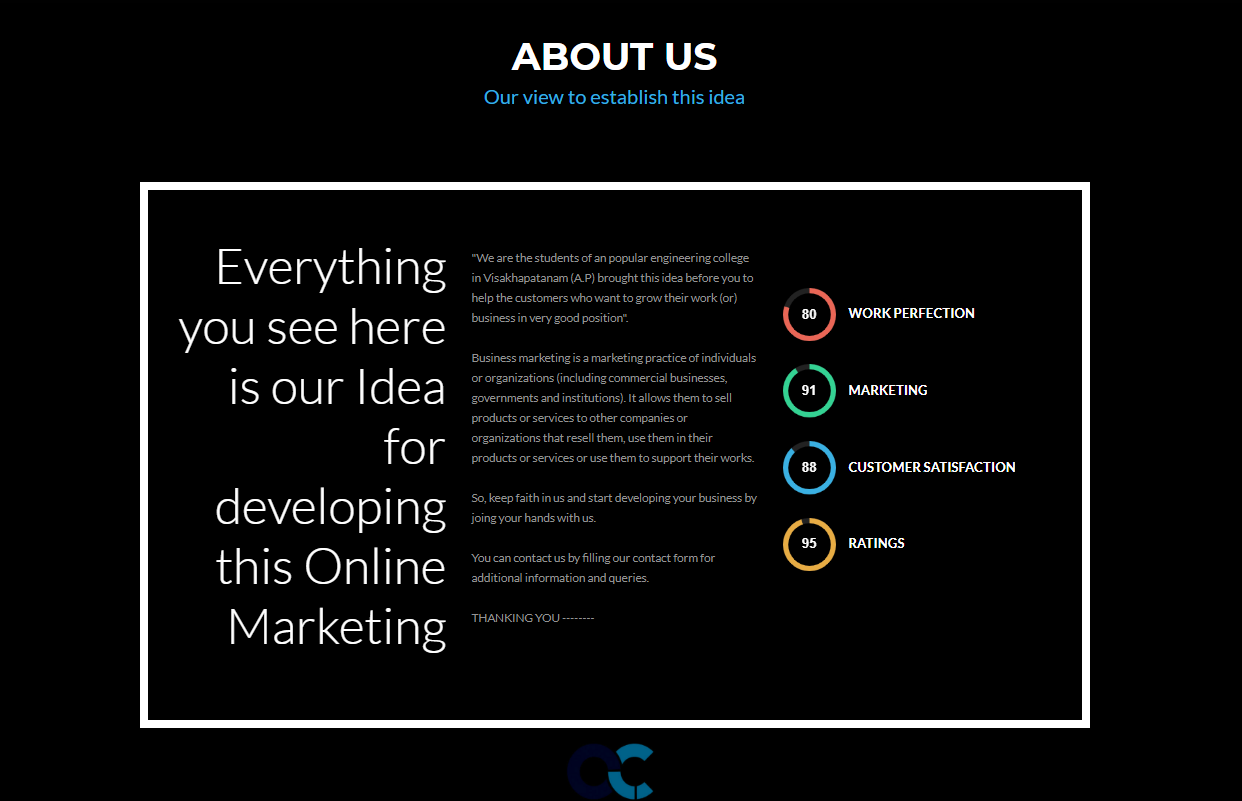 ABOUT US
Our view to establish this idea
Everything
you see here
is our Idea
for
developing
this Online
Marketing
"We are the students of an popular engineering college
in Visakhapatanam (A.P) brought this idea before you to
help the customers who want to grow their work (or)
business in very good position".
Business marketing is a marketing practice of individuals
or organizations (including commercial businesses,
governments and institutions). It allows them to sell
products or services to other companies or
organizations that resell them, use them in their
products or services or use them to support their works.
So, keep faith in us and start developing your business by
joing your hands with us.
You can contact us by filling our contact form for
additional information and queries.
THANKING YOU --------
80 WORK PERFECTION
91 MARKETING
88 CUSTOMER SATISFACTION
95 RATINGS